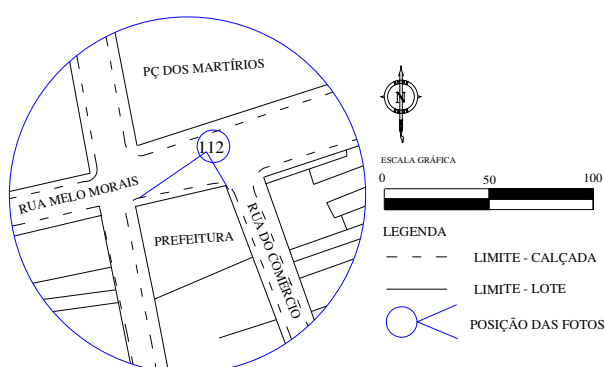 PÇ DOS MARTÍRIOS
112
RUA MELO MORAIS
PREFEITURA
RUA DO COMÉRCIO
N
ESCALA GRÁFICA
0 50 100
LEGENDA
LIMITE - CALÇADA
LIMITE - LOTE
POSIÇÃO DAS FOTOS